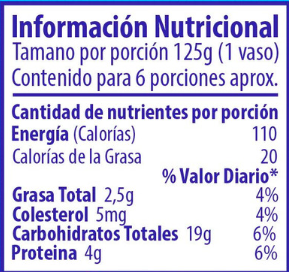 Información Nutricional
Tamano por porción 125g (1 vaso)
Contenido para 6 porciones aprox.
Cantidad de nutrientes por porción
Energía (Calorías) 110
Calorías de la Grasa 20
% Valor Diario*
Grasa Total 2,5g 4%
Colesterol 5mg 4%
Carbohidratos Totales 19g 6%
Proteina 4g 6%